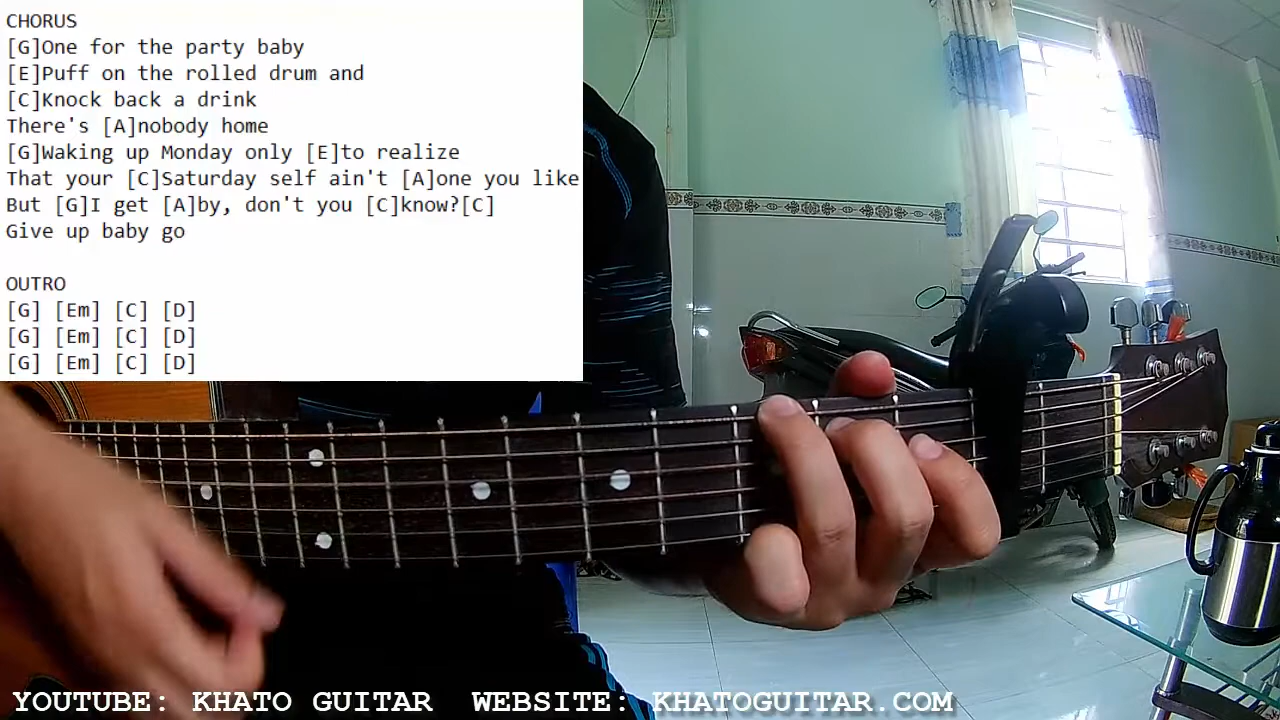 CHORUS
[G]One for the party baby
[E]Puff on the rolled drum and
[C]Knock back a drink
There's [A]nobody home
[G]Waking up Monday only [E]to realize
That your [C]Saturday self ain't [A]one you like
But [G]I get [A]by, don't you [C]know?[C]
Give up baby go
OUTRO
[G] [Em] [C] [D]
[G] [Em] [C] [D]
[G] [Em] [C] [D]
YOUTUBE: KHATO GUITAR WEBSITE: KHATOGUITAR.COM